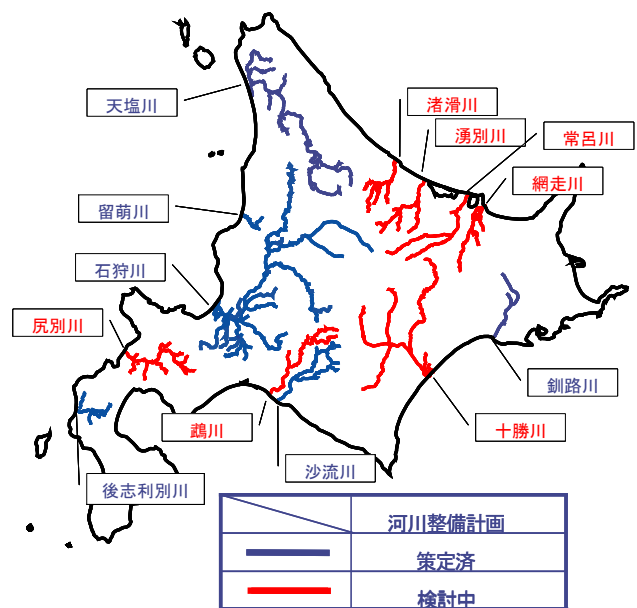 天塩川
渚滑川
湧別川
常呂川
網走川
留萌川
石狩川
尻別川
釧路川
鵡川
十勝川
沙流川
後志利別川
河川整備計画
策定済
検討中